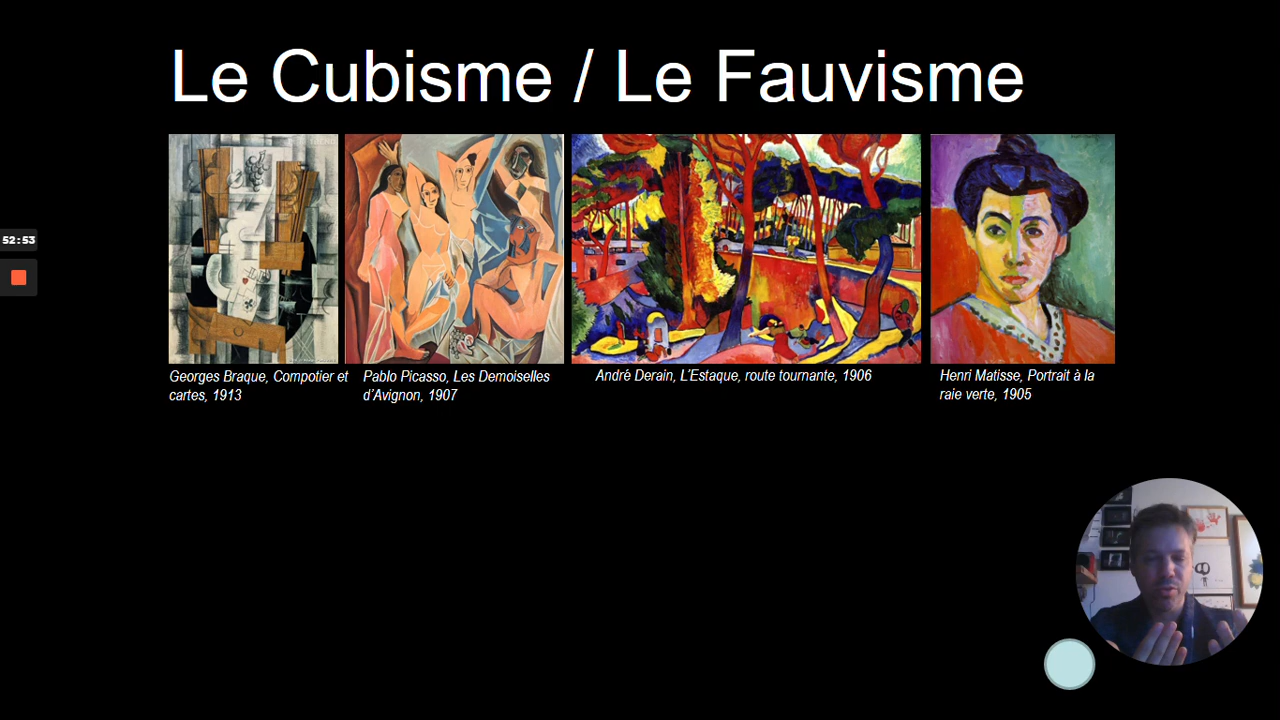 Le Cubisme / Le Fauvisme
52:53
Georges Braque, Compotier et
cartes, 1913
Pablo Picasso, Les Demoiselles
d'Avignon, 1907
André Derain, L'Estaque, route tournante, 1906
Henri Matisse, Portrait à la
raie verte, 1905